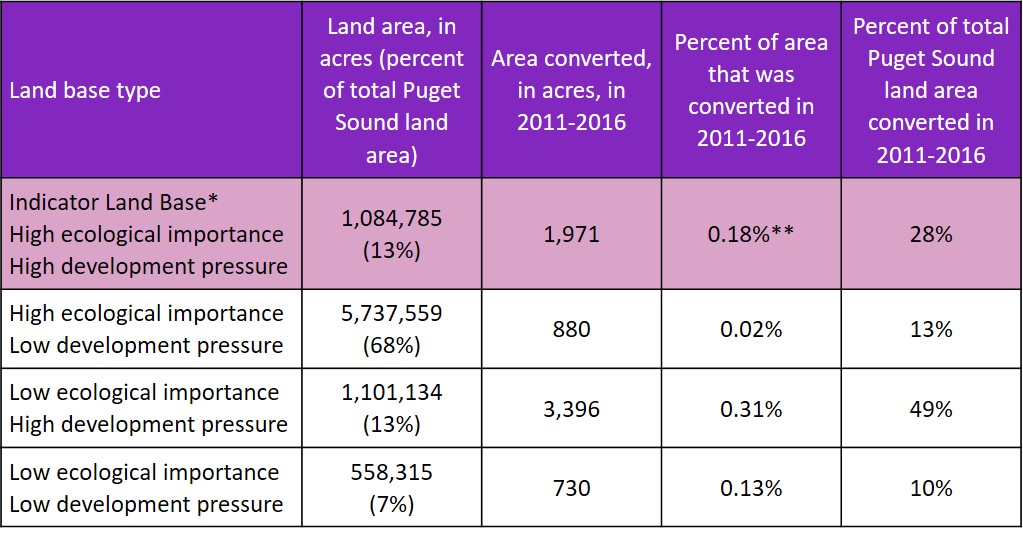 Land base type
Land area, in
acres (percent
of total Puget
Sound land
area)
Area converted,
in acres, in
2011-2016
Percent of area
that was
converted in
2011-2016
Percent of total
Puget Sound
land area
converted in
2011-2016
Indicator Land Base*
High ecological importance
High development pressure
1,084,785
(13%)
1,971
0.18%**
28%
High ecological importance
Low development pressure
5,737,559
(68%)
880
0.02%
13%
Low ecological importance
High development pressure
1,101,134
(13%)
3,396
0.31%
49%
Low ecological importance
Low development pressure
558,315
(7%)
730
0.13%
10%